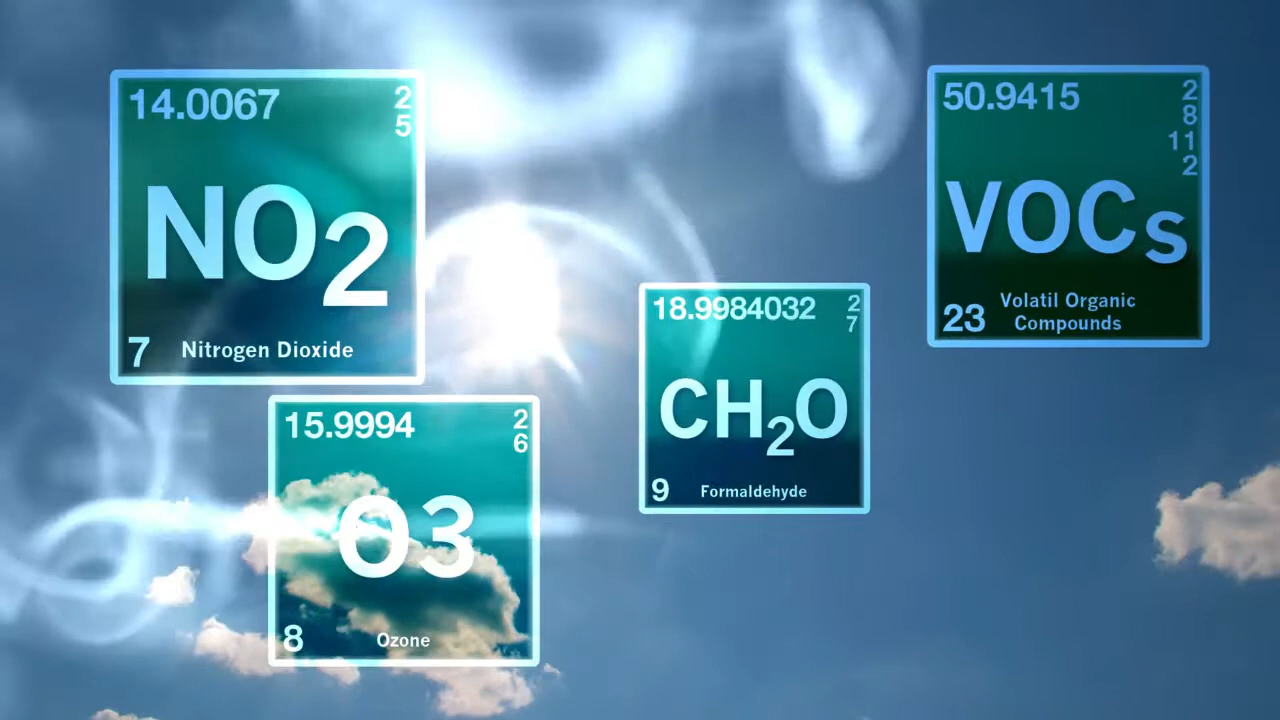 14.0067
2
5
NO2
7
Nitrogen Dioxide
15.9994
2
6
O3
8
Ozone
18.9984032
2
7
CH2O
9
Formaldehyde
50.9415
2
8
11
2
VOCs
23
Volatil Organic
Compounds